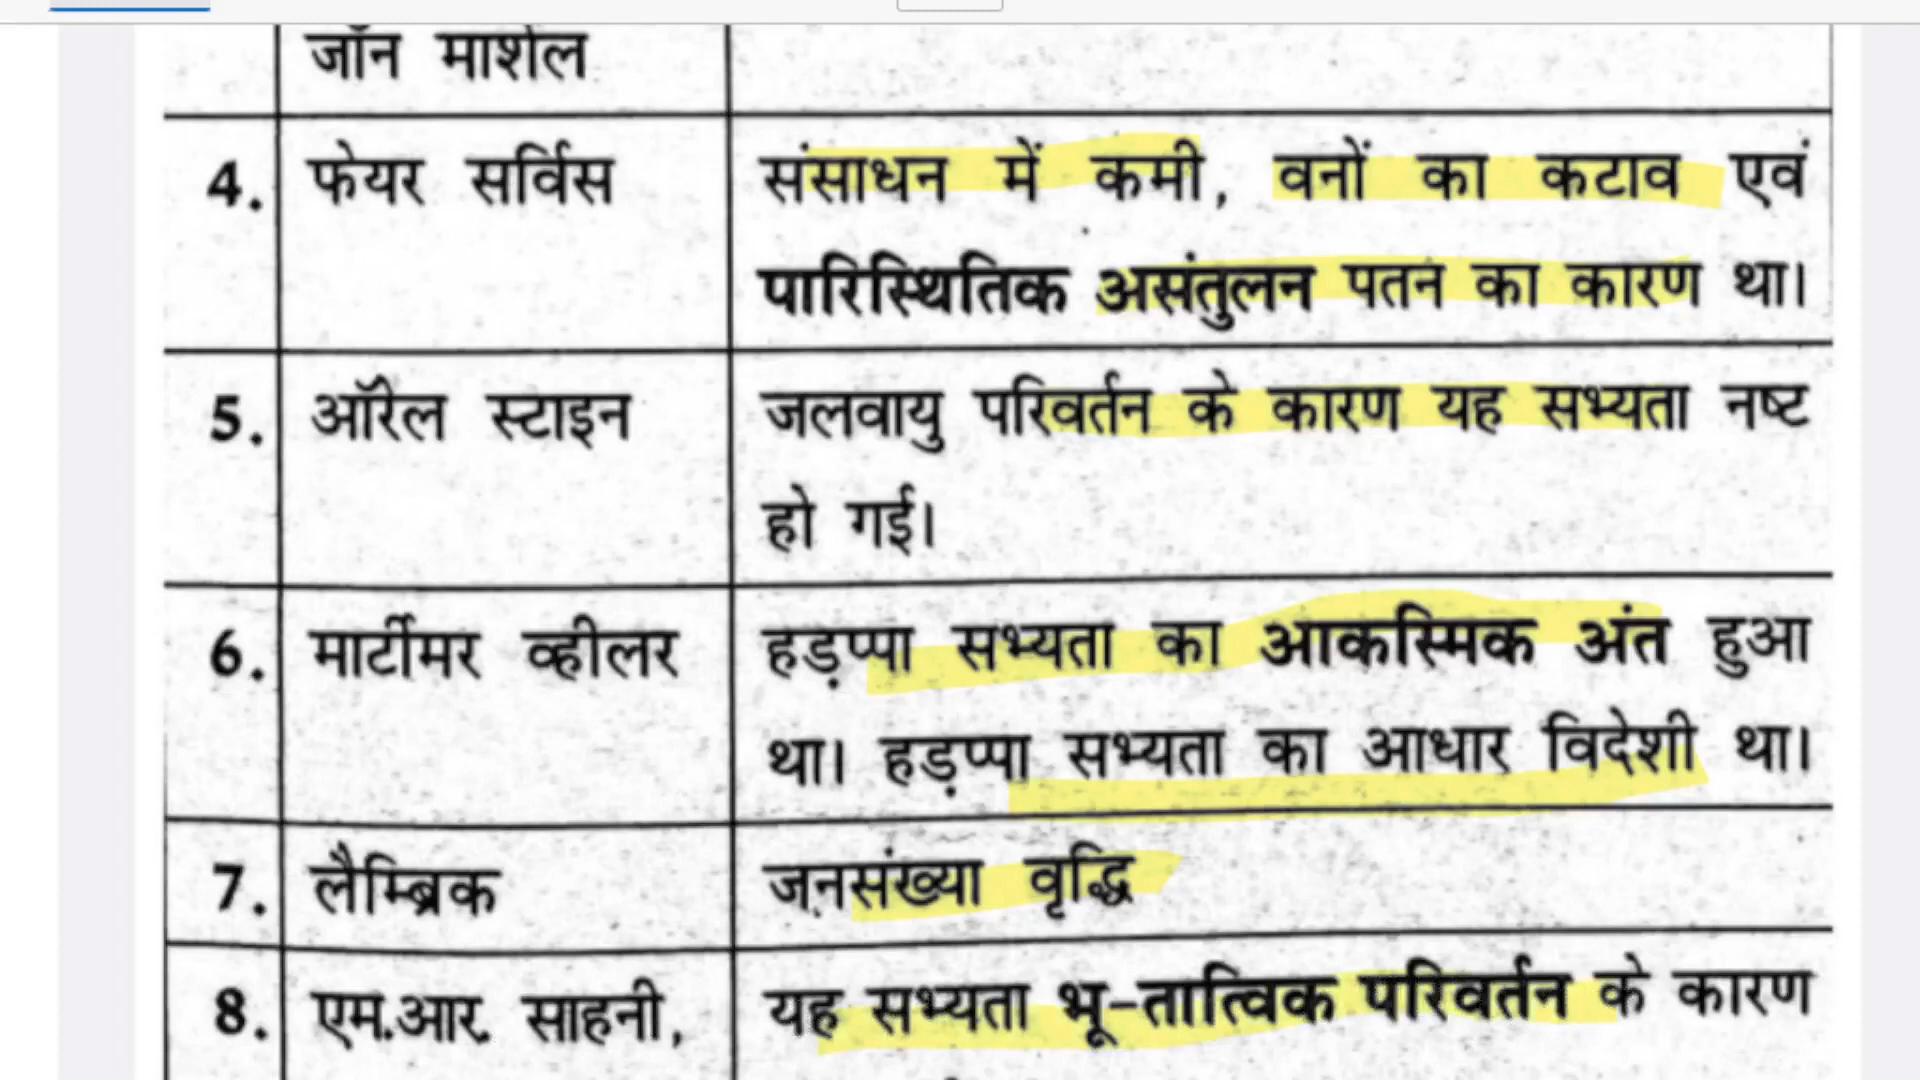 जॉन मार्शल
4. फेयर सर्विस संसाधन में कमी, वनों का कटाव एवं
पारिस्थितिक असंतुलन पतन का कारण था।
5. ऑरेल स्टाइन जलवायु परिवर्तन के कारण यह सभ्यता नष्ट
हो गई।
6. मार्टीमर व्हीलर हड़प्पा सभ्यता का आकस्मिक अंत हुआ
था। हड़प्पा सभ्यता का आधार विदेशी था।
7. लैम्ब्रिक जनसंख्या वृद्धि
8. एम.आर. साहनी, यह सभ्यता भू-तात्विक परिवर्तन के कारण